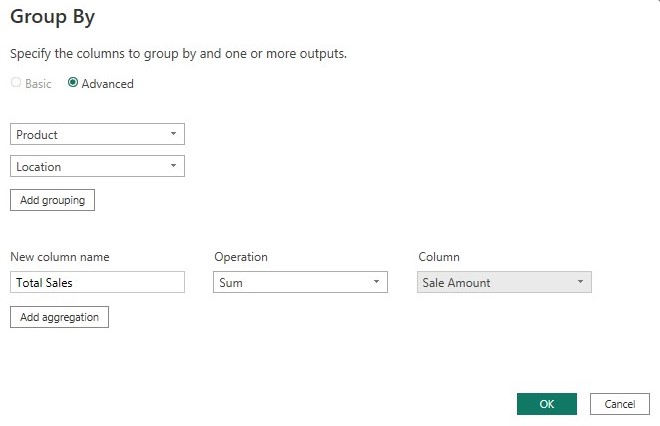 Group By
Specify the columns to group by and one or more outputs.
Basic Advanced
Product
Location
Add grouping
New column name Operation Column
Total Sales Sum Sale Amount
Add aggregation
OK Cancel